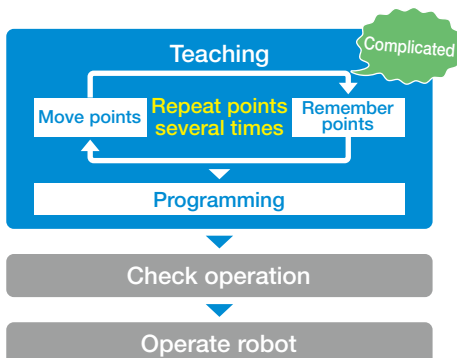 Complicated
Teaching
Move points
Repeat points
several times
Remember
points
Programming
Check operation
Operate robot